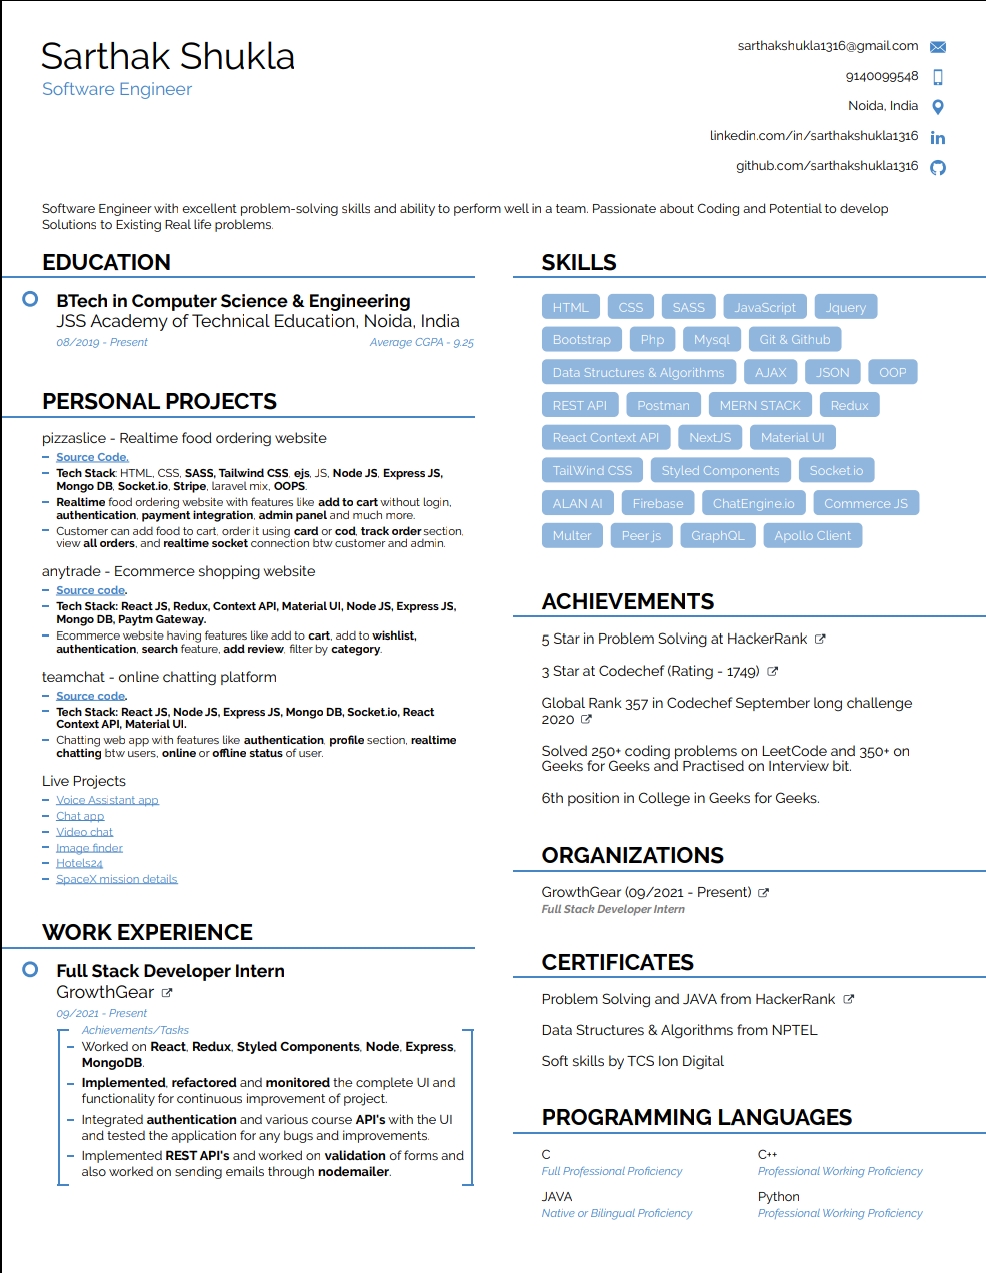 Sarthak Shukla
Software Engineer
sarthakshukla1316@gmail.com
9140099548
Noida, India
linkedin.com/in/sarthakshukla1316
github.com/sarthakshukla1316
Software Engineer with excellent problem-solving skills and ability to perform well in a team. Passionate about Coding and Potential to develop
Solutions to Existing Real life problems.
EDUCATION
BTech in Computer Science & Engineering
JSS Academy of Technical Education, Noida, India
08/2019 - Present Average CGPA - 9.25
PERSONAL PROJECTS
pizzaslice - Realtime food ordering website
Source Code.
Tech Stack: HTML, CSS, SASS, Tailwind CSS, ejs, JS, Node JS, Express JS,
Mongo DB, Socket.io, Stripe, laravel mix, OOPS.
Realtime food ordering website with features like add to cart without login,
authentication, payment integration, admin panel and much more.
Customer can add food to cart, order it using card or cod, track order section,
view all orders, and realtime socket connection btw customer and admin.
anytrade - Ecommerce shopping website
Source code.
Tech Stack: React JS, Redux, Context API, Material UI, Node JS, Express JS,
Mongo DB, Paytm Gateway.
Ecommerce website having features like add to cart, add to wishlist,
authentication, search feature, add review, filter by category.
teamchat - online chatting platform
Source code.
Tech Stack: React JS, Node JS, Express JS, Mongo DB, Socket.io, React
Context API, Material UI.
Chatting web app with features like authentication, profile section, realtime
chatting btw users, online or offline status of user.
Live Projects
Voice Assistant app
Chat app
Video chat
Image finder
Hotels24
SpaceX mission details
WORK EXPERIENCE
Full Stack Developer Intern
GrowthGear
09/2021 - Present
Achievements/Tasks
Worked on React, Redux, Styled Components, Node, Express,
MongoDB.
Implemented, refactored and monitored the complete UI and
functionality for continuous improvement of project.
Integrated authentication and various course API's with the UI
and tested the application for any bugs and improvements.
Implemented REST API's and worked on validation of forms and
also worked on sending emails through nodemailer.
SKILLS
HTML CSS SASS JavaScript Jquery
Bootstrap Php Mysql Git & Github
Data Structures & Algorithms AJAX JSON OOP
REST API Postman MERN STACK Redux
React Context API NextJS Material UI
TailWind CSS Styled Components Socket.io
ALAN AI Firebase ChatEngine.io Commerce JS
Multer Peer js GraphQL Apollo Client
ACHIEVEMENTS
5 Star in Problem Solving at HackerRank
3 Star at Codechef (Rating - 1749)
Global Rank 357 in Codechef September long challenge
2020
Solved 250+ coding problems on LeetCode and 350+ on
Geeks for Geeks and Practised on Interview bit.
6th position in College in Geeks for Geeks.
ORGANIZATIONS
GrowthGear (09/2021 - Present)
Full Stack Developer Intern
CERTIFICATES
Problem Solving and JAVA from HackerRank
Data Structures & Algorithms from NPTEL
Soft skills by TCS Ion Digital
PROGRAMMING LANGUAGES
C C++
Full Professional Proficiency Professional Working Proficiency
JAVA Python
Native or Bilingual Proficiency Professional Working Proficiency